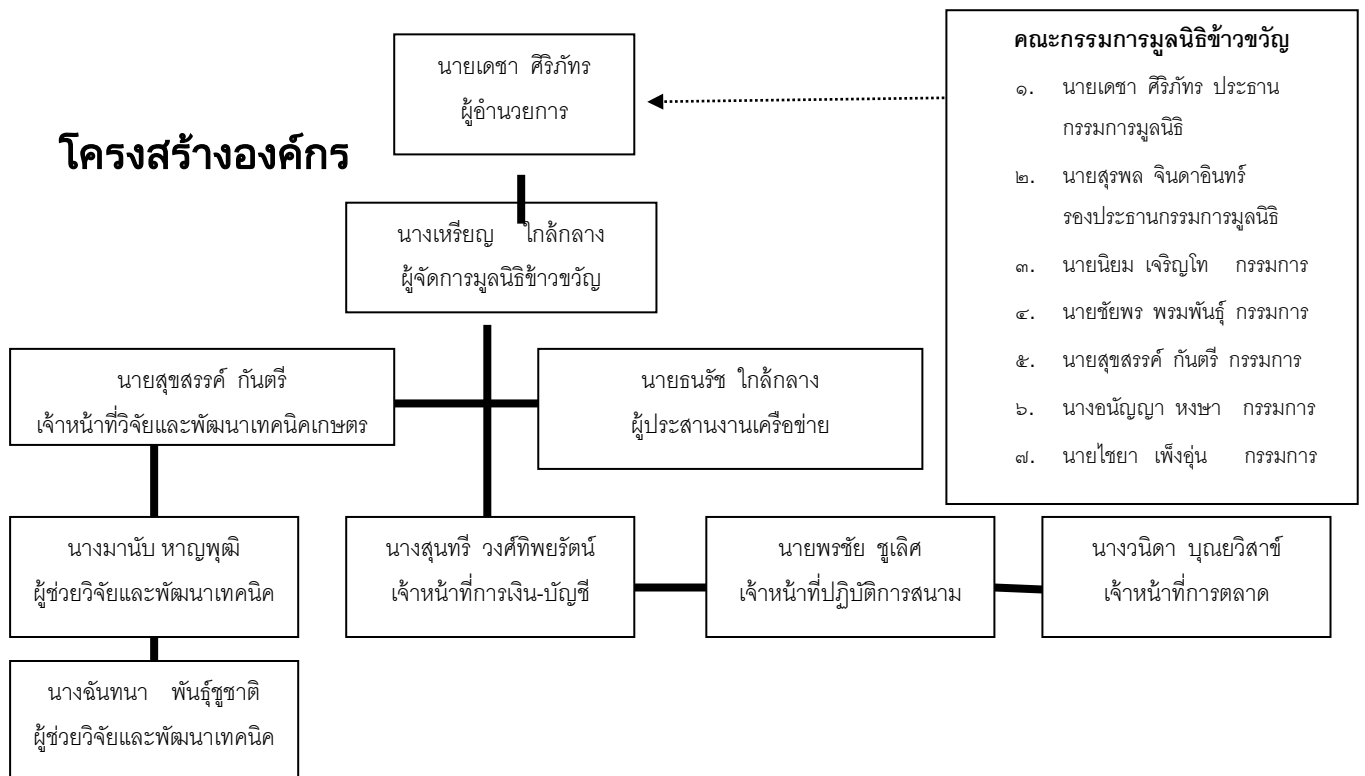 โครงสร้างองค์กร
นายเดชา ศิริภัทร
ผู้อำนวยการ
คณะกรรมการมูลนิธิข้าวขวัญ
๑. นายเดชา ศิริภัทร ประธาน
กรรมการมูลนิธิ
๒. นายสุรพล จินดาอินทร์
รองประธานกรรมการมูลนิธิ
๓. นายนิยม เจริญโท กรรมการ
๔. นายชัยพร พรมพันธุ์ กรรมการ
๕. นายสุขสรรค์ กันตรี กรรมการ
๖. นางอนัญญา หงษา กรรมการ
๗. นายไชยา เพ็งอุ่น กรรมการ
นางเหรียญ ใกล้กลาง
ผู้จัดการมูลนิธิข้าวขวัญ
นายสุขสรรค์ กันตรี
เจ้าหน้าที่วิจัยและพัฒนาเทคนิคเกษตร
นายธนรัช ใกล้กลาง
ผู้ประสานงานเครือข่าย
นางมานับ หาญพุฒิ
ผู้ช่วยวิจัยและพัฒนาเทคนิค
นางสุนทรี วงศ์ทิพยรัตน์
เจ้าหน้าที่การเงิน-บัญชี
นายพรชัย ชูเลิศ
เจ้าหน้าที่ปฏิบัติการสนาม
นางวนิดา บุณยวิสาข์
เจ้าหน้าที่การตลาด
นางฉันทนา พันธุ์ชูชาติ
ผู้ช่วยวิจัยและพัฒนาเทคนิค